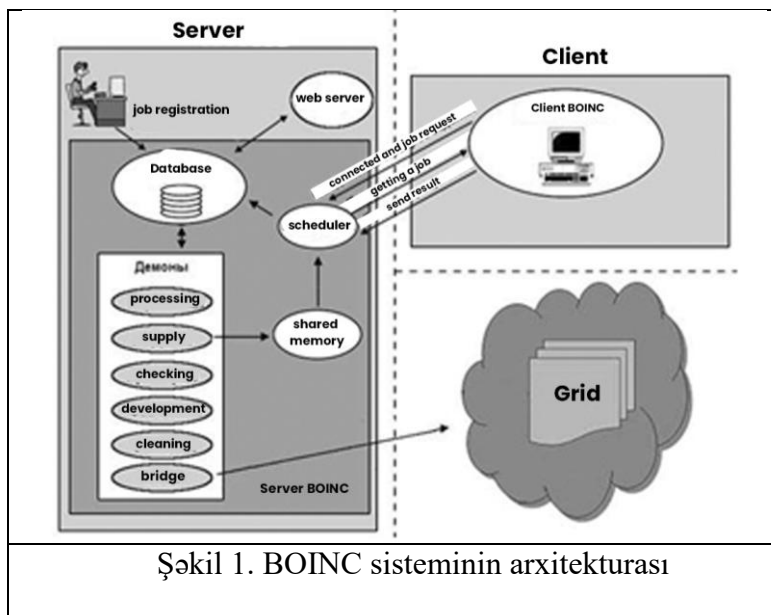 Server
Client
job registration
web server
Client BOINC
connected and job request
getting a job
send result
Database
scheduler
Демоны
processing
supply
shared
memory
checking
development
cleaning
bridge
Server BOINC
Grid
Şəkil 1. BOINC sisteminin arxitekturası